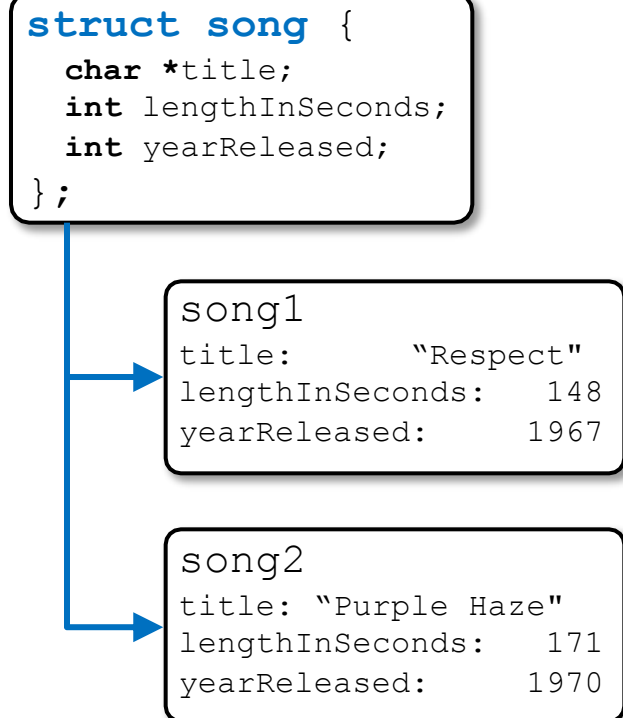 struct song {
char *title;
int lengthInSeconds;
int yearReleased;
};
song1
title: “Respect"
lengthInSeconds: 148
yearReleased: 1967
song2
title: “Purple Haze"
lengthInSeconds: 171
yearReleased: 1970